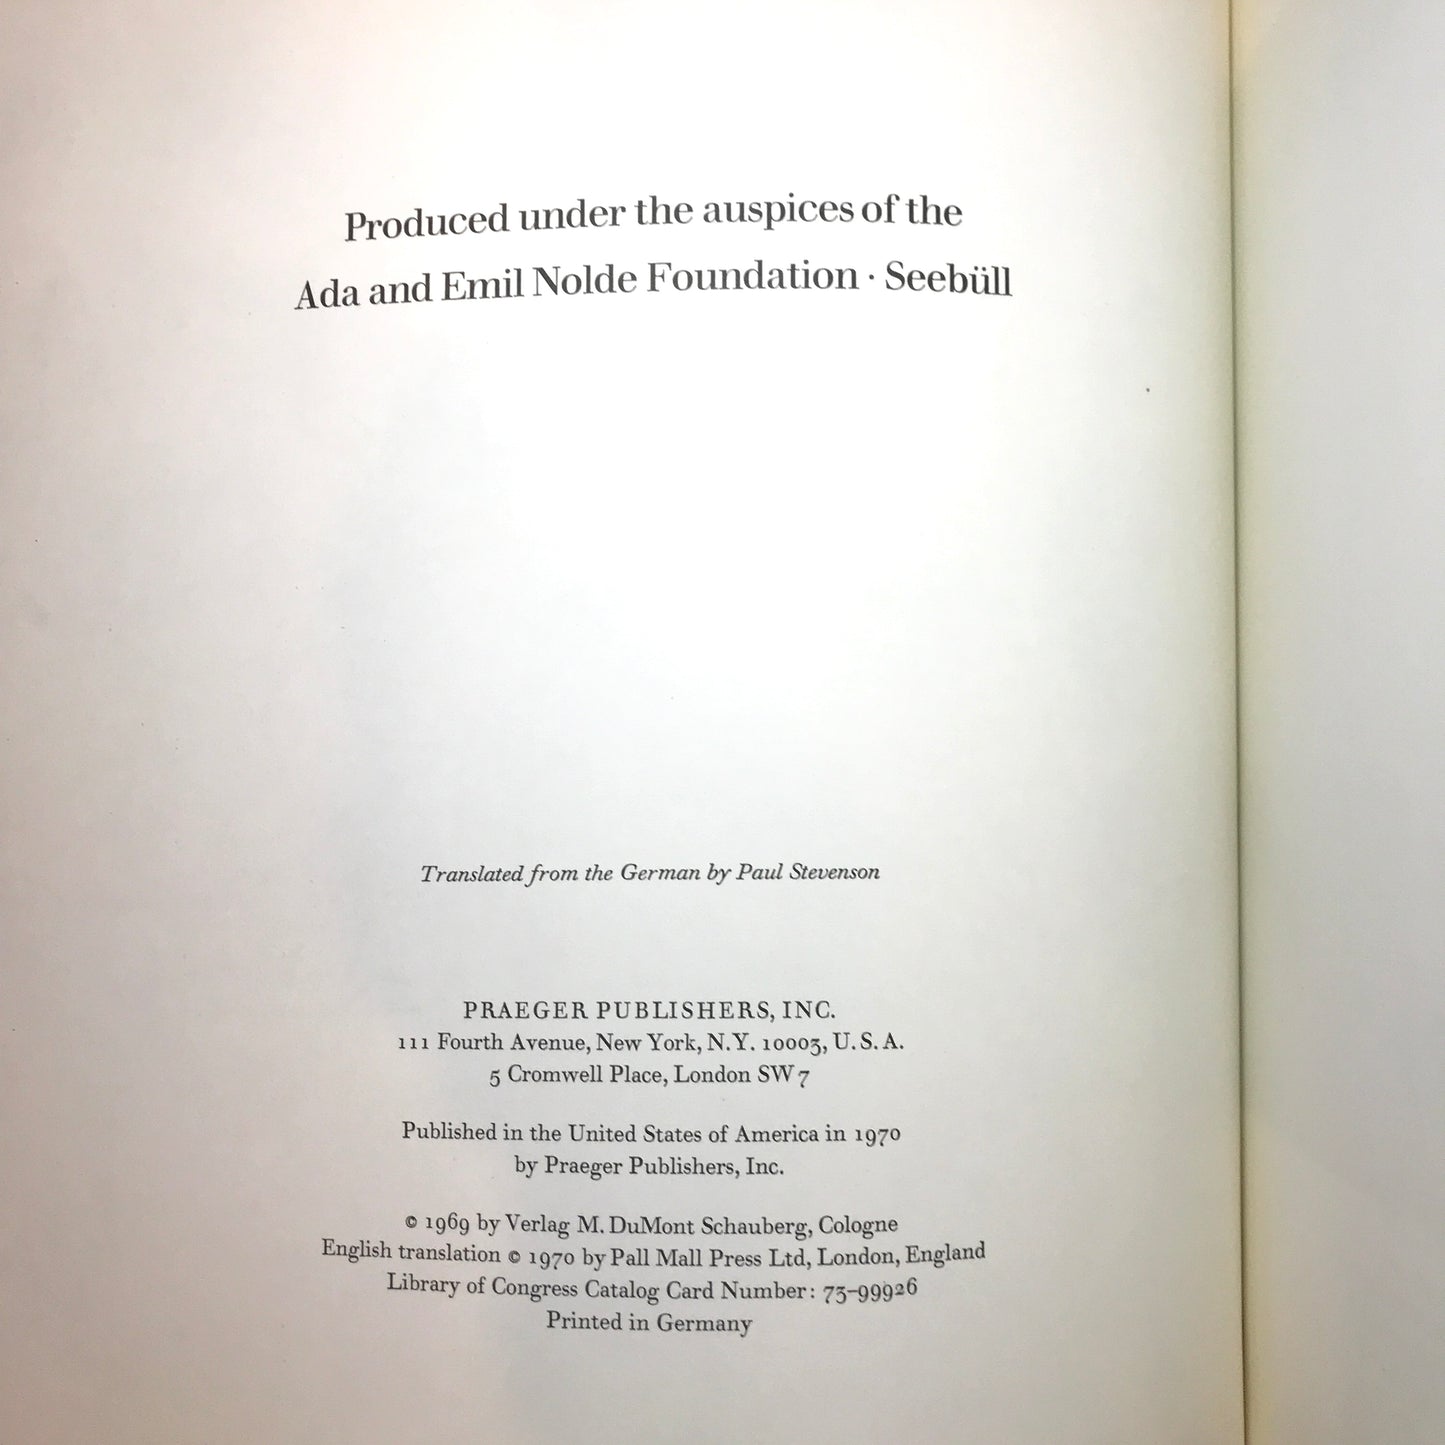 Produced under the auspices of the
Ada and Emil Nolde Foundation · Seebüll
Translated from the German by Paul Stevenson
PRAEGER PUBLISHERS, INC.
111 Fourth Avenue, New York, N.Y. 10003, U.S.A.
5 Cromwell Place, London SW 7
Published in the United States of America in 1970
by Praeger Publishers, Inc.
© 1969 by Verlag M. DuMont Schauberg, Cologne
English translation © 1970 by Pall Mall Press Ltd, London, England
Library of Congress Catalog Card Number: 73–99926
Printed in Germany